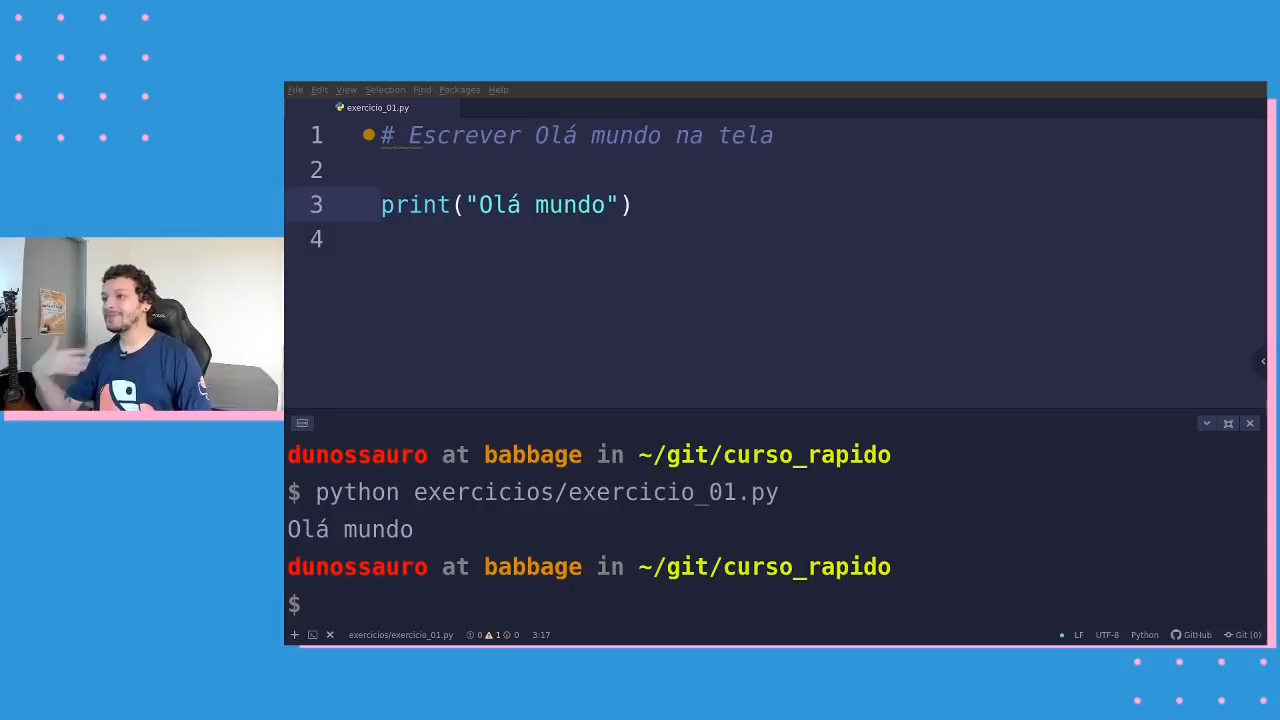 File Edit View Selection Find Packages Help
exercicio_01.py
1 # Escrever Olá mundo na tela
2
3 print("Olá mundo")
4
dunossauro at babbage in ~/git/curso_rapido
$ python exercicios/exercicio_01.py
Olá mundo
dunossauro at babbage in ~/git/curso_rapido
$
exercicios/exercicio_01.py 0 1 0 3:17 LF UTF-8 Python GitHub Git (0)